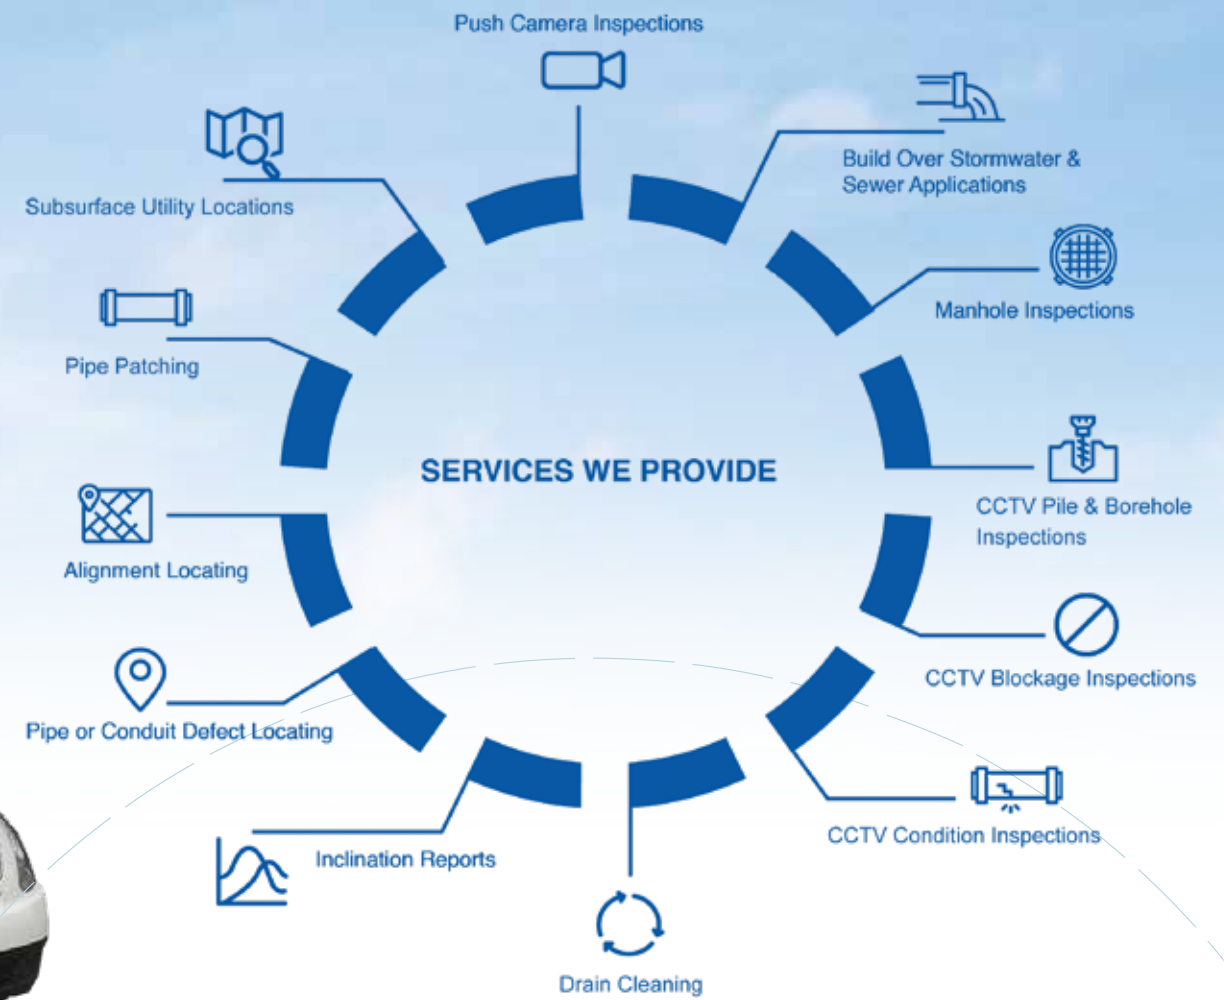 Push Camera Inspections
Build Over Stormwater &
Sewer Applications
Subsurface Utility Locations
Manhole Inspections
Pipe Patching
SERVICES WE PROVIDE
CCTV Pile & Borehole
Inspections
Alignment Locating
CCTV Blockage Inspections
Pipe or Conduit Defect Locating
CCTV Condition Inspections
Inclination Reports
Drain Cleaning